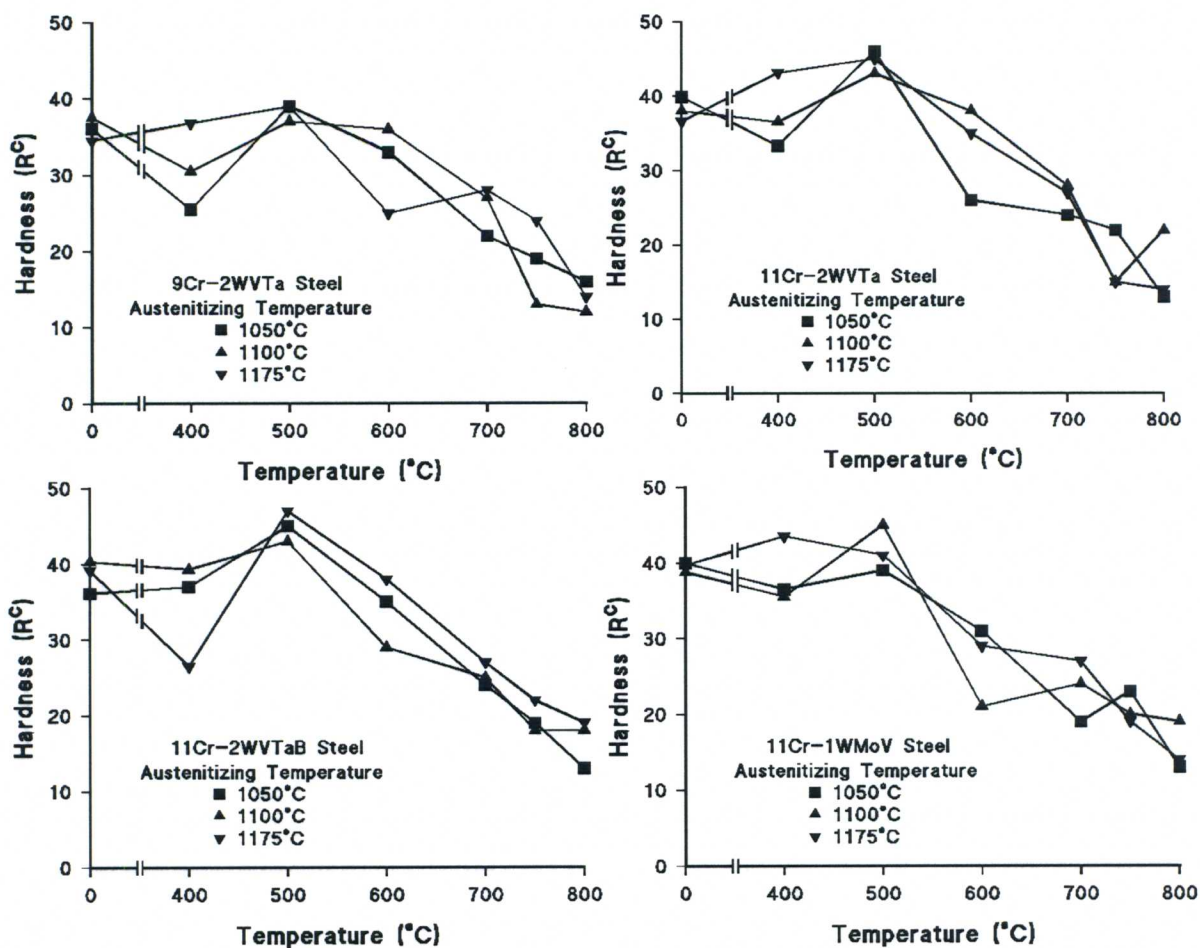 50
40
30
20
10
0
Hardness (Rᶜ)
9Cr-2WVTa Steel
Austenitizing Temperature
■ 1050°C
▲ 1100°C
▼ 1175°C
0 400 500 600 700 800
Temperature (°C)
50
40
30
20
10
0
Hardness (Rᶜ)
11Cr-2WVTa Steel
Austenitizing Temperature
■ 1050°C
▲ 1100°C
▼ 1175°C
0 400 500 600 700 800
Temperature (°C)
50
40
30
20
10
0
Hardness (Rᶜ)
11Cr-2WVTaB Steel
Austenitizing Temperature
■ 1050°C
▲ 1100°C
▼ 1175°C
0 400 500 600 700 800
Temperature (°C)
50
40
30
20
10
0
Hardness (Rᶜ)
11Cr-1WMoV Steel
Austenitizing Temperature
■ 1050°C
▲ 1100°C
▼ 1175°C
0 400 500 600 700 800
Temperature (°C)